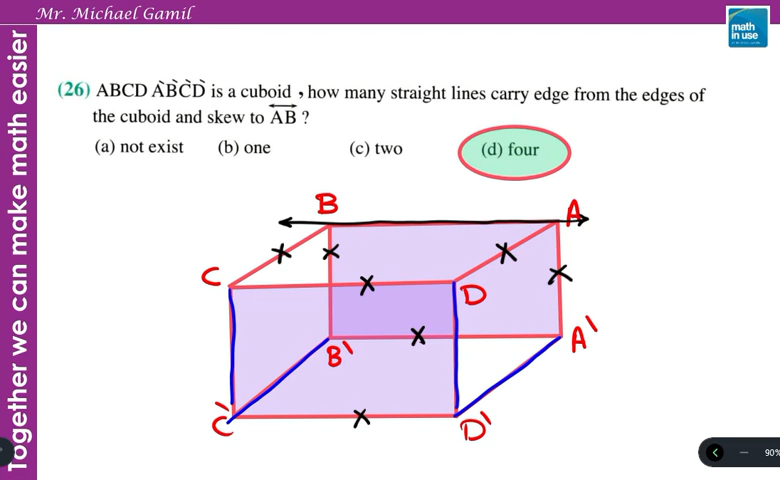 Mr. Michael Gamil
math
in use
Together we can make math easier
(26) ABCD ÀB̀C̀D̀ is a cuboid , how many straight lines carry edge from the edges of
the cuboid and skew to AB ?
(a) not exist (b) one (c) two (d) four
B
A
C
D
B'
A'
C'
D'
90%